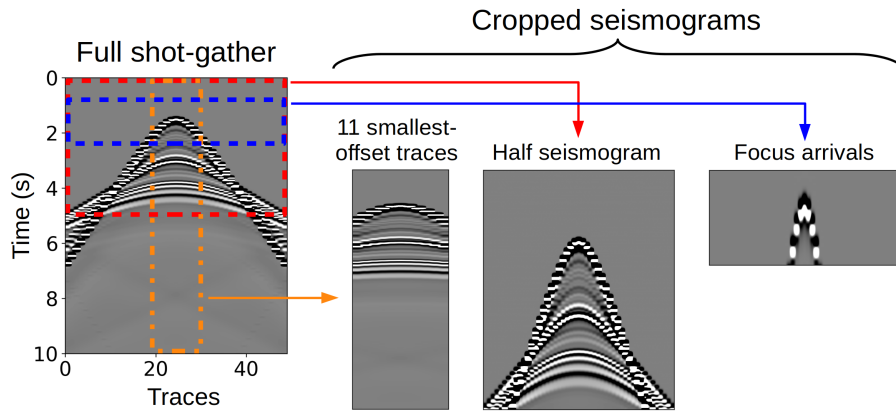 Cropped seismograms
Full shot-gather
0
2
4
6
8
10
Time (s)
0
20
40
Traces
11 smallest-
offset traces
Half seismogram
Focus arrivals